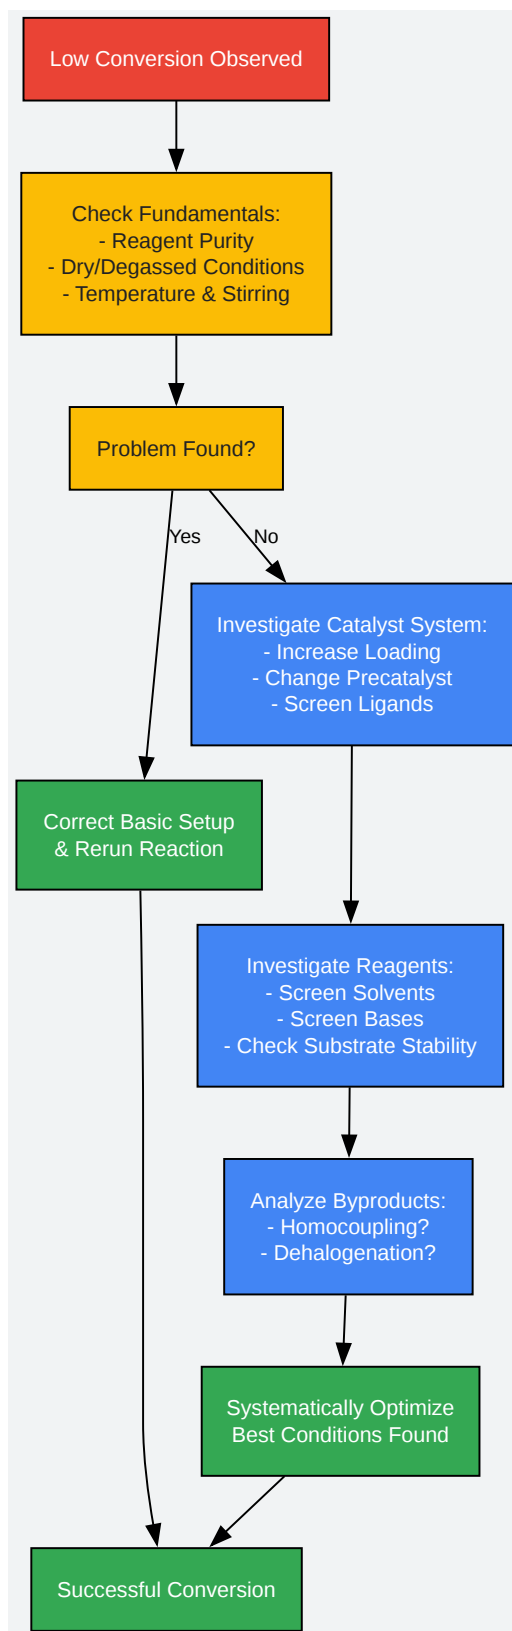 Low Conversion Observed
Check Fundamentals:
- Reagent Purity
- Dry/Degassed Conditions
- Temperature & Stirring
Problem Found?
Yes
No
Investigate Catalyst System:
- Increase Loading
- Change Precatalyst
- Screen Ligands
Correct Basic Setup
& Rerun Reaction
Investigate Reagents:
- Screen Solvents
- Screen Bases
- Check Substrate Stability
Analyze Byproducts:
- Homocoupling?
- Dehalogenation?
Systematically Optimize
Best Conditions Found
Successful Conversion